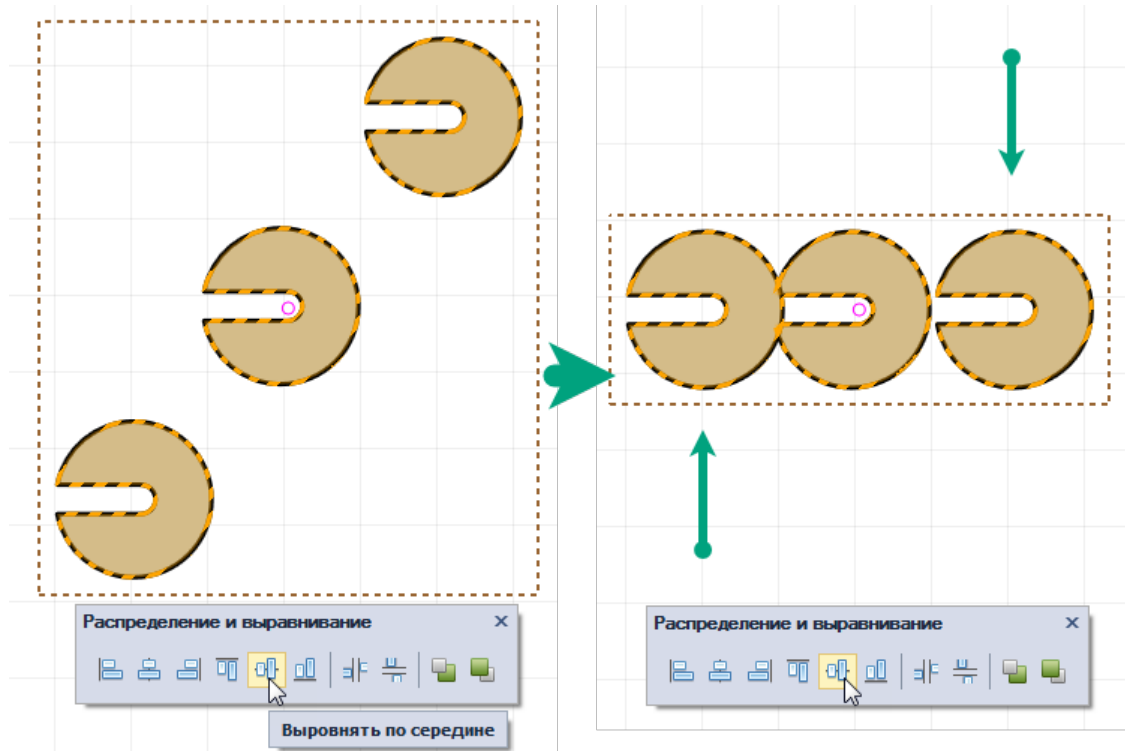 Распределение и выравнивание
Выровнять по середине
Распределение и выравнивание